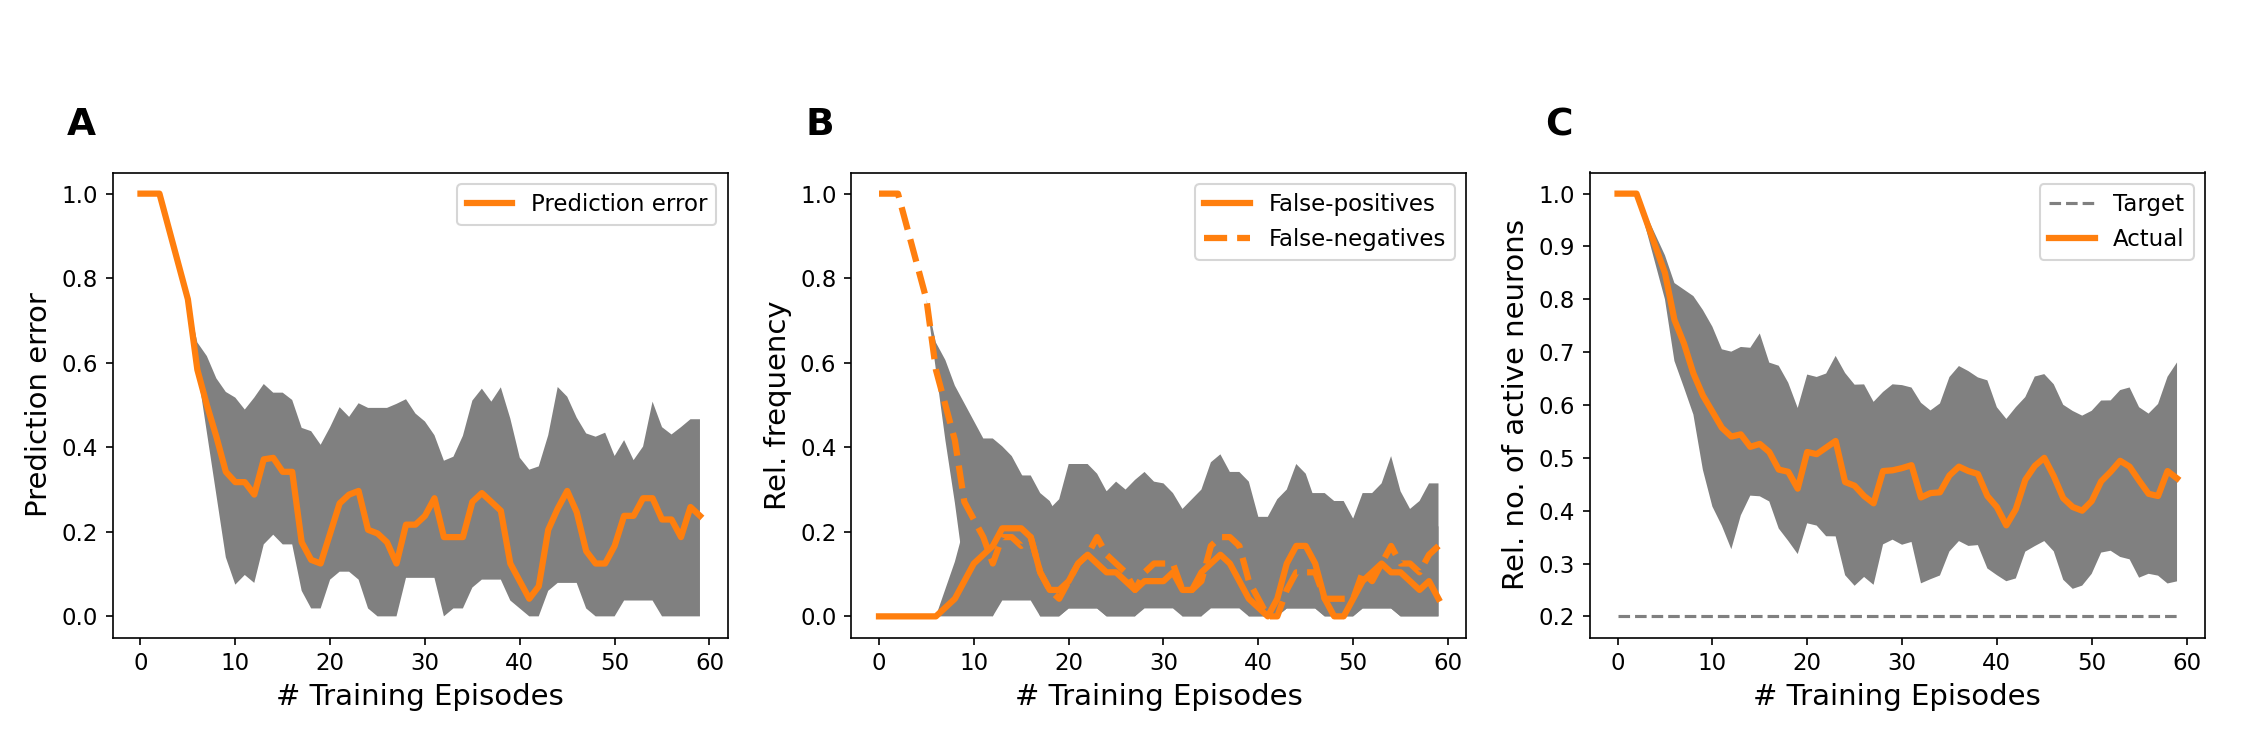 A
B
C
Prediction error
1.0
0.8
0.6
0.4
0.2
0.0
0 10 20 30 40 50 60
# Training Episodes
Prediction error
Rel. frequency
1.0
0.8
0.6
0.4
0.2
0.0
0 10 20 30 40 50 60
# Training Episodes
False-positives
False-negatives
Rel. no. of active neurons
1.0
0.9
0.8
0.7
0.6
0.5
0.4
0.3
0.2
0 10 20 30 40 50 60
# Training Episodes
Target
Actual